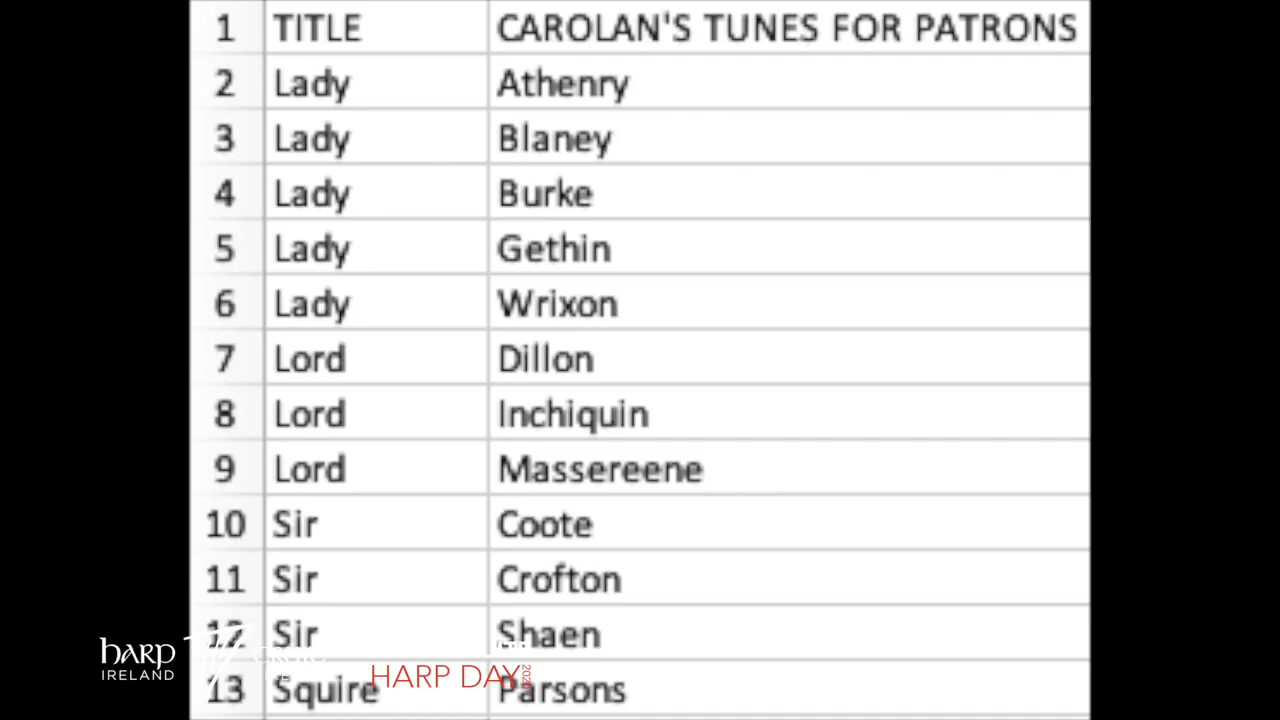 1 TITLE CAROLAN'S TUNES FOR PATRONS
2 Lady Athenry
3 Lady Blaney
4 Lady Burke
5 Lady Gethin
6 Lady Wrixon
7 Lord Dillon
8 Lord Inchiquin
9 Lord Massereene
10 Sir Coote
11 Sir Crofton
12 Sir Shaen
13 Squire Parsons
harp
IRELAND
HARP DAY 2020